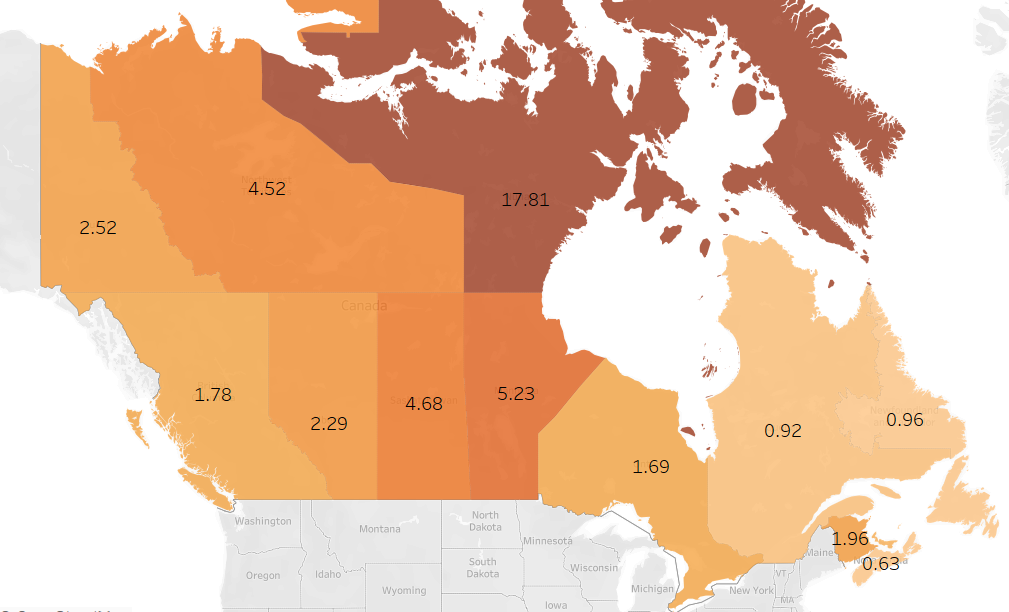 4.52
17.81
2.52
Canada
1.78
2.29
4.68
5.23
1.69
0.92
0.96
1.96
0.63
Washington
Montana
North
Dakota
Minnesota
Oregon
Idaho
Wyoming
South
Dakota
Wisconsin
Michigan
Iowa
New York
VT
MA
Maine